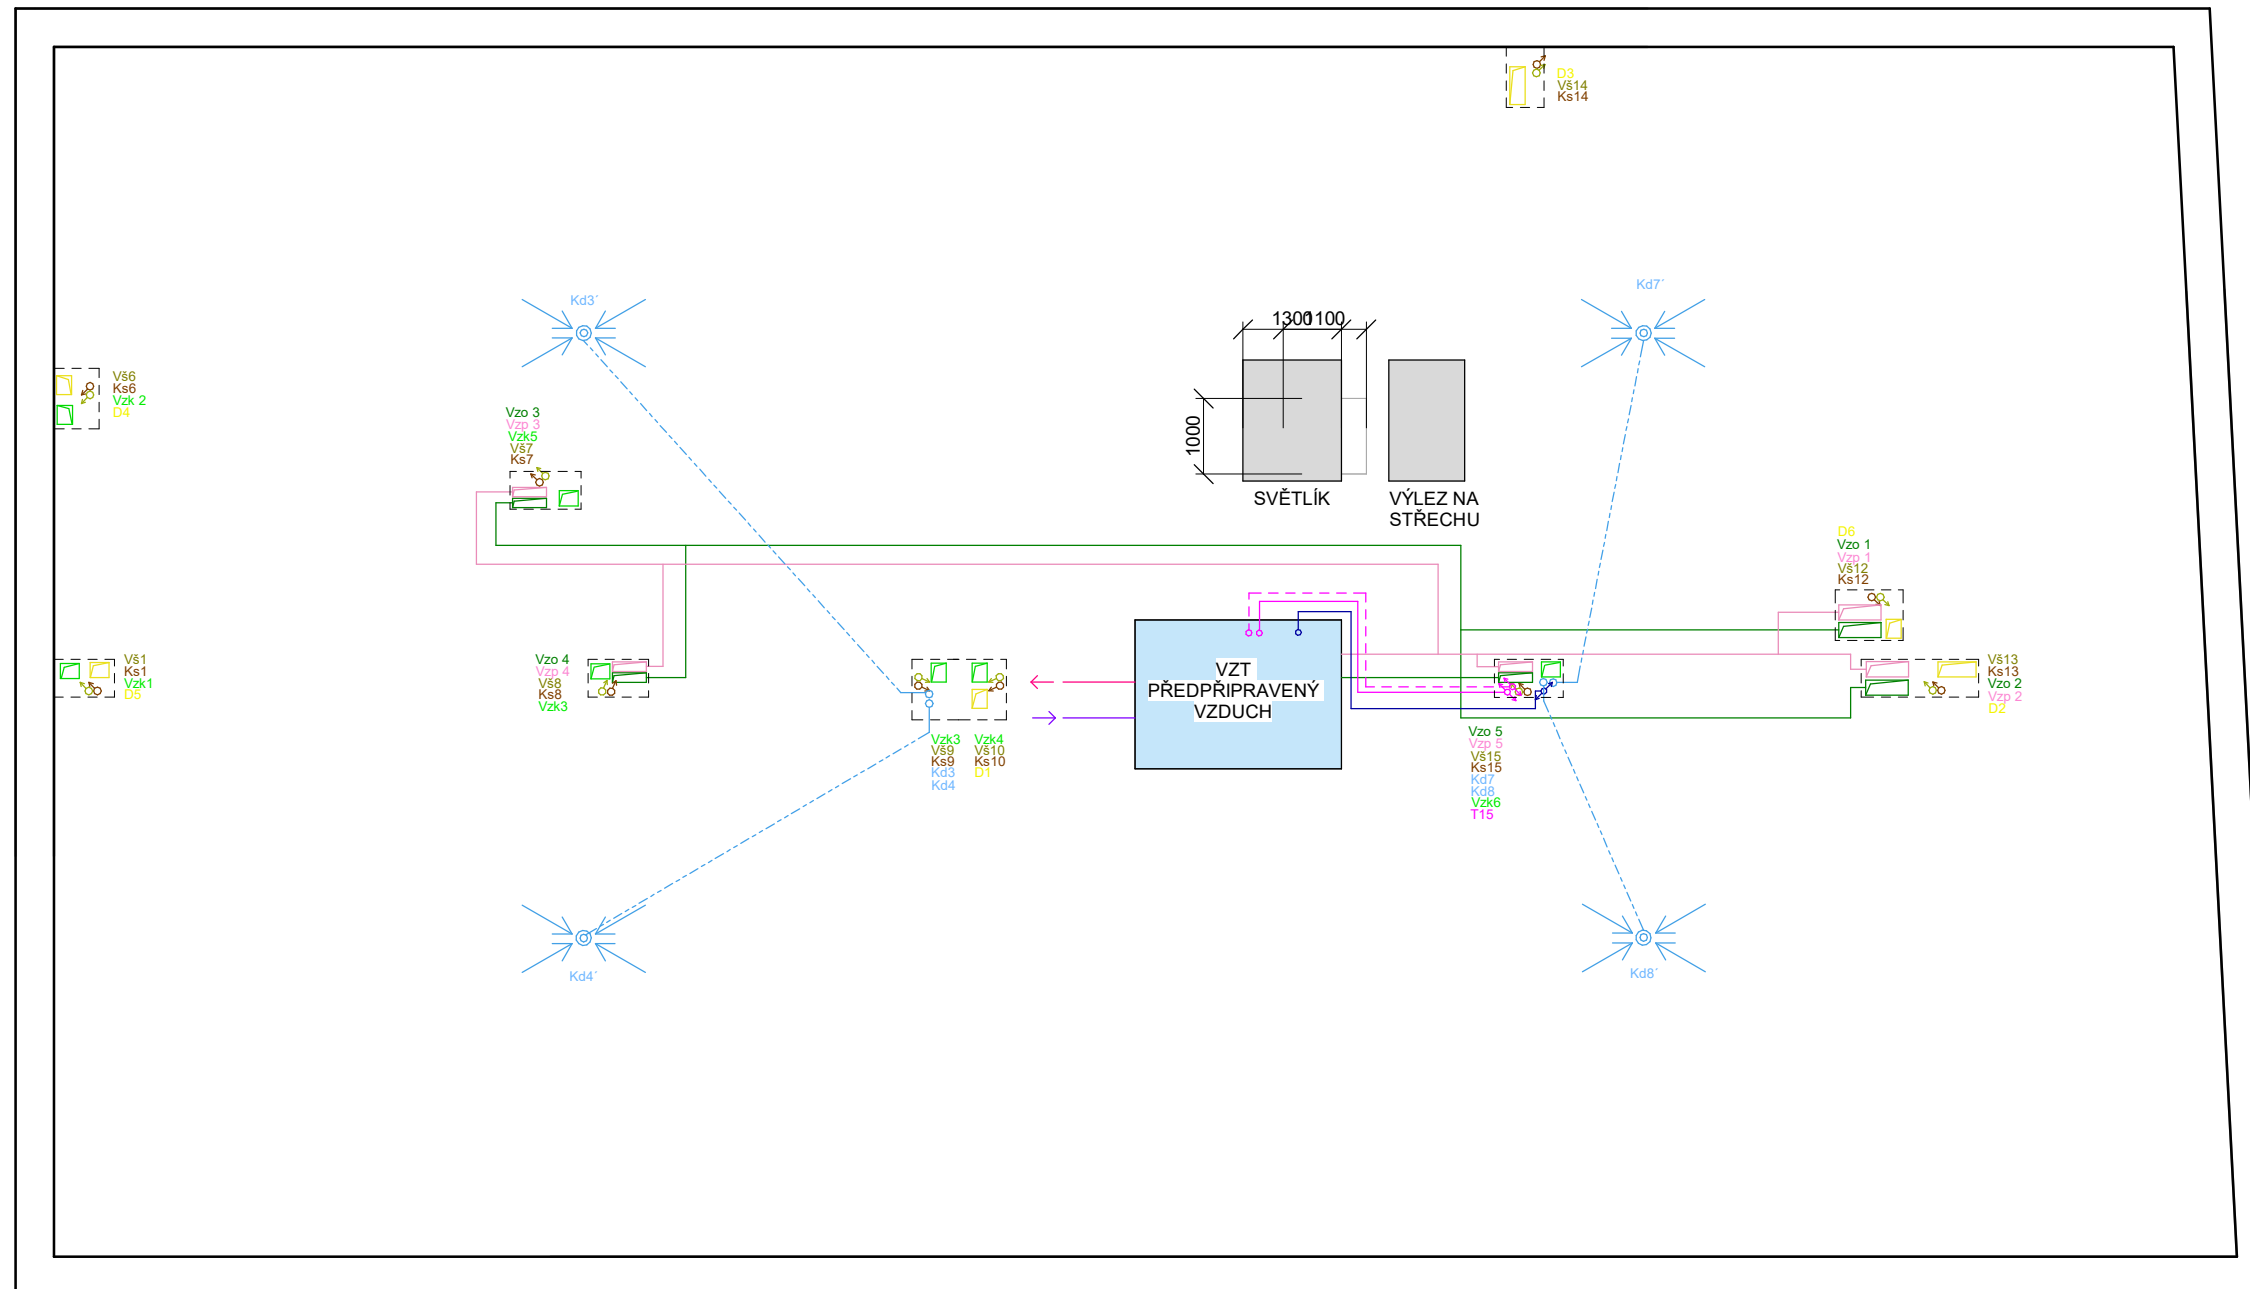 D3
Vš14
Ks14
Kd3´
Kd7´
1300
1100
1000
SVĚTLÍK
VÝLEZ NA
STŘECHU
Vš6
Ks6
Vzk 2
D4
Vzo 3
Vzp 3
Vzk5
Vš7
Ks7
D6
Vzo 1
Vzp 1
Vš12
Ks12
Vš1
Ks1
Vzk1
D5
Vzo 4
Vzp 4
Vš8
Ks8
Vzk3
VZT
PŘEDPŘIPRAVENÝ
VZDUCH
Vš13
Ks13
Vzo 2
Vzp 2
D2
Vzk3
Vš9
Ks9
Kd3
Kd4
Vzk4
Vš10
Ks10
D1
Vzo 5
Vzp 5
Vš15
Ks15
Kd7
Kd8
Vzk6
T15
Kd4´
Kd8´